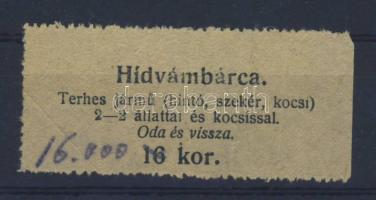 Hídvámbárca.
Terhes jármű (hintó, szekér, kocsi)
2—2 állattal és kocsissal.
Oda és vissza.
16.000
16 kor.